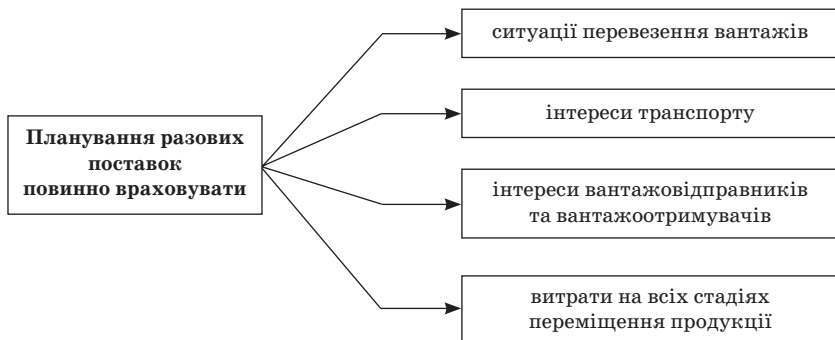 Планування разових
поставок
повинно враховувати
ситуації перевезення вантажів
інтереси транспорту
інтереси вантажовідправників
та вантажоотримувачів
витрати на всіх стадіях
переміщення продукції